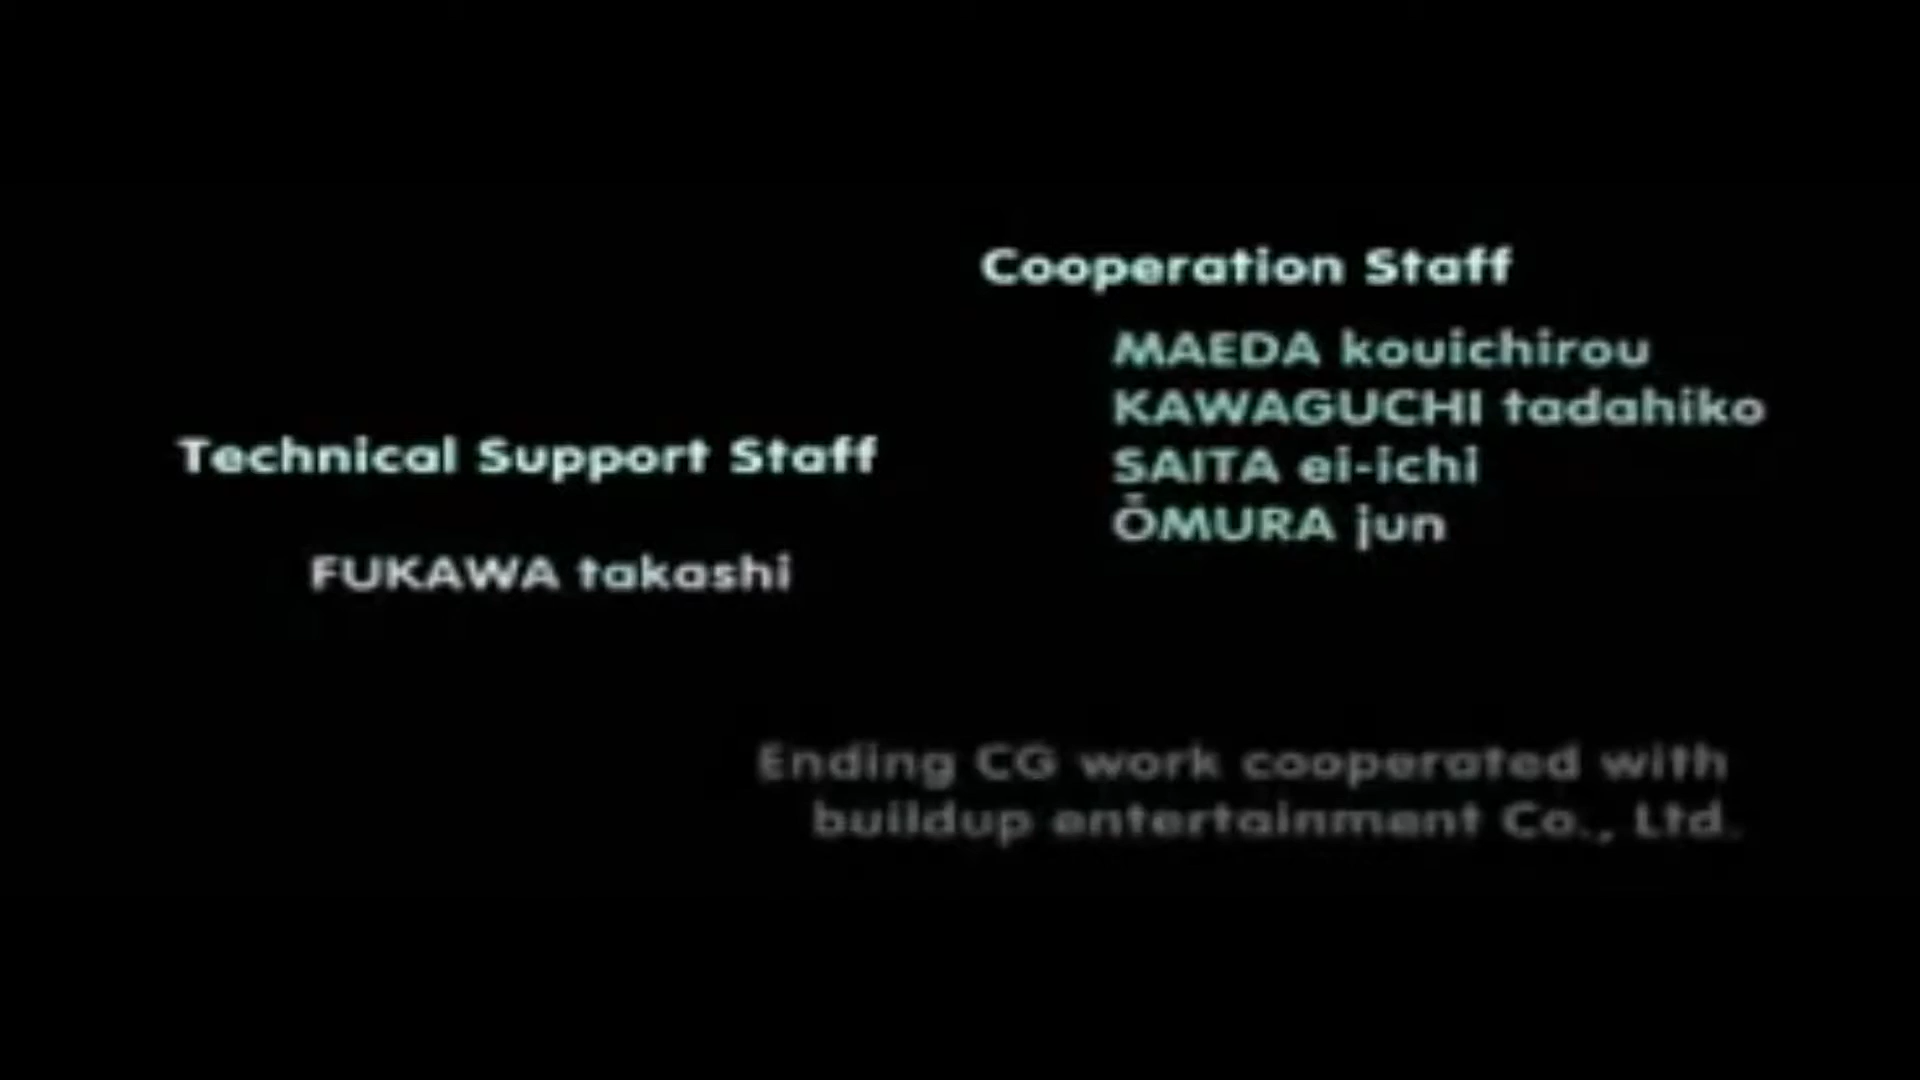 Technical Support Staff
FUKAWA takashi
Cooperation Staff
MAEDA kouichirou
KAWAGUCHI tadahiko
SAITA ei-ichi
ŌMURA jun
Ending CG work cooperated with
buildup entertainment Co., Ltd.